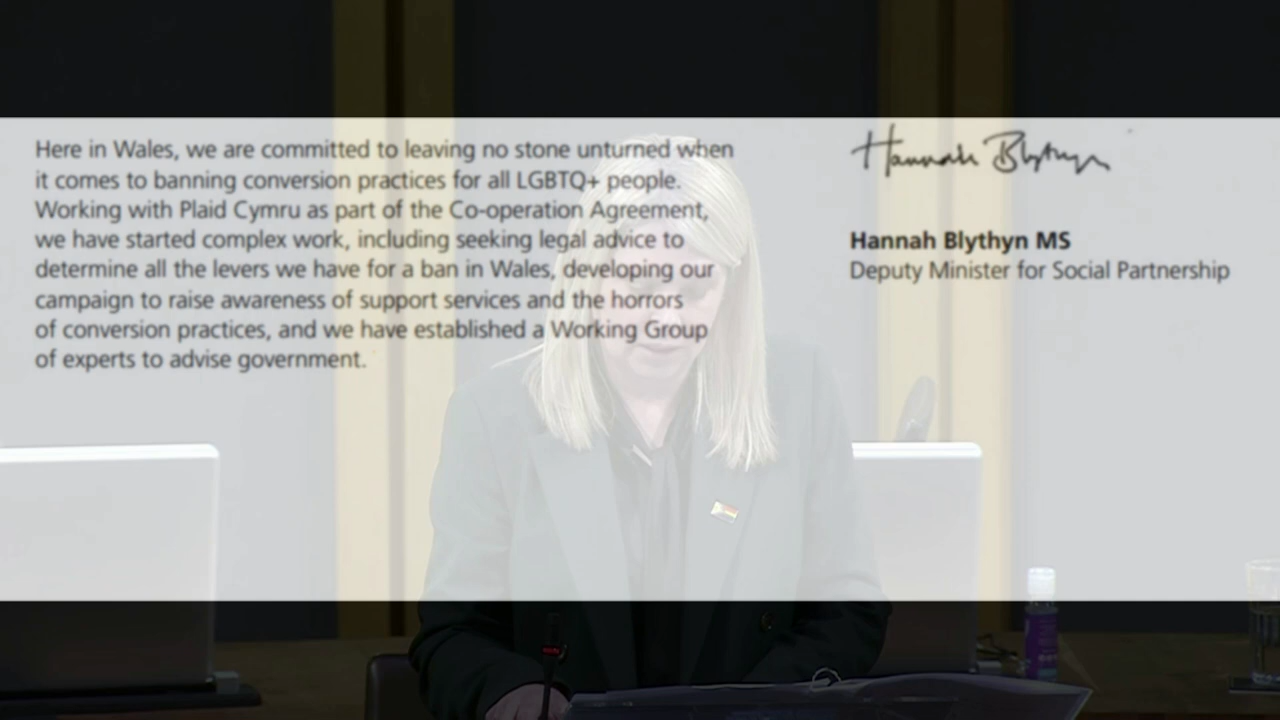 Here in Wales, we are committed to leaving no stone unturned when
it comes to banning conversion practices for all LGBTQ+ people.
Working with Plaid Cymru as part of the Co-operation Agreement,
we have started complex work, including seeking legal advice to
determine all the levers we have for a ban in Wales, developing our
campaign to raise awareness of support services and the horrors
of conversion practices, and we have established a Working Group
of experts to advise government.
Hannah Blythyn
Hannah Blythyn MS
Deputy Minister for Social Partnership